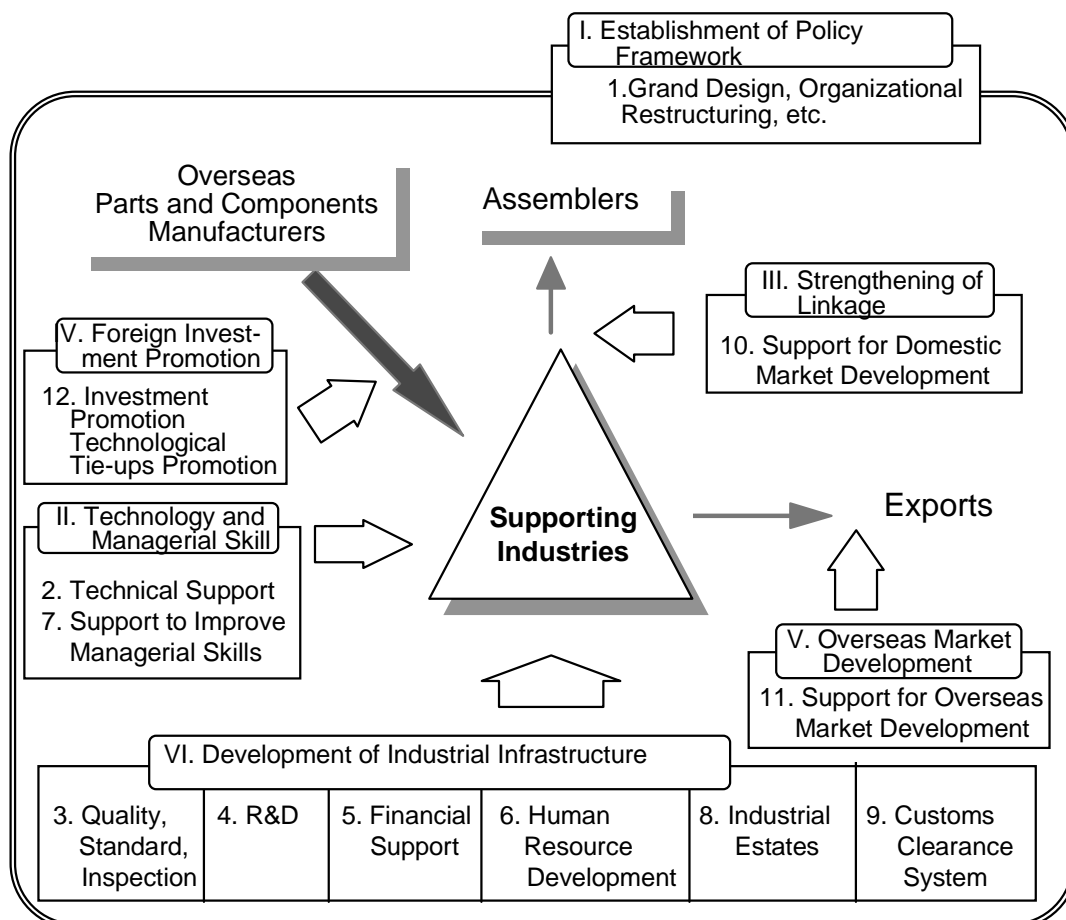 I. Establishment of Policy
Framework
1.Grand Design, Organizational
Restructuring, etc.
Overseas
Parts and Components
Manufacturers
Assemblers
III. Strengthening of
Linkage
10. Support for Domestic
Market Development
V. Foreign Invest-
ment Promotion
12. Investment
Promotion
Technological
Tie-ups Promotion
II. Technology and
Managerial Skill
2. Technical Support
7. Support to Improve
Managerial Skills
Supporting
Industries
Exports
V. Overseas Market
Development
11. Support for Overseas
Market Development
VI. Development of Industrial Infrastructure
3. Quality,
Standard,
Inspection
4. R&D
5. Financial
Support
6. Human
Resource
Development
8. Industrial
Estates
9. Customs
Clearance
System